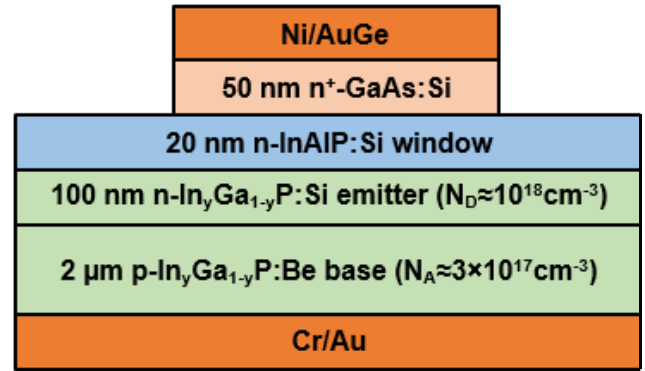 Ni/AuGe
50 nm n⁺-GaAs:Si
20 nm n-InAlP:Si window
100 nm n-InᵧGa₁₋ᵧP:Si emitter (N_D≈10¹⁸cm⁻³)
2 μm p-InᵧGa₁₋ᵧP:Be base (N_A≈3×10¹⁷cm⁻³)
Cr/Au